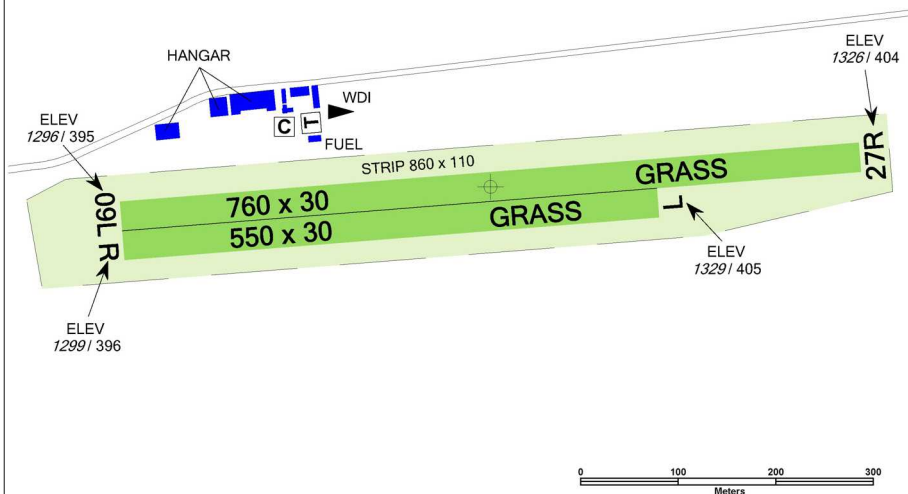 ELEV
1326 / 404
HANGAR
WDI
ELEV
1296 / 395
C
T
FUEL
STRIP 860 x 110
09L
760 x 30
GRASS
27R
R
550 x 30
GRASS
L
ELEV
1329 / 405
ELEV
1299 / 396
0 100 200 300
Meters